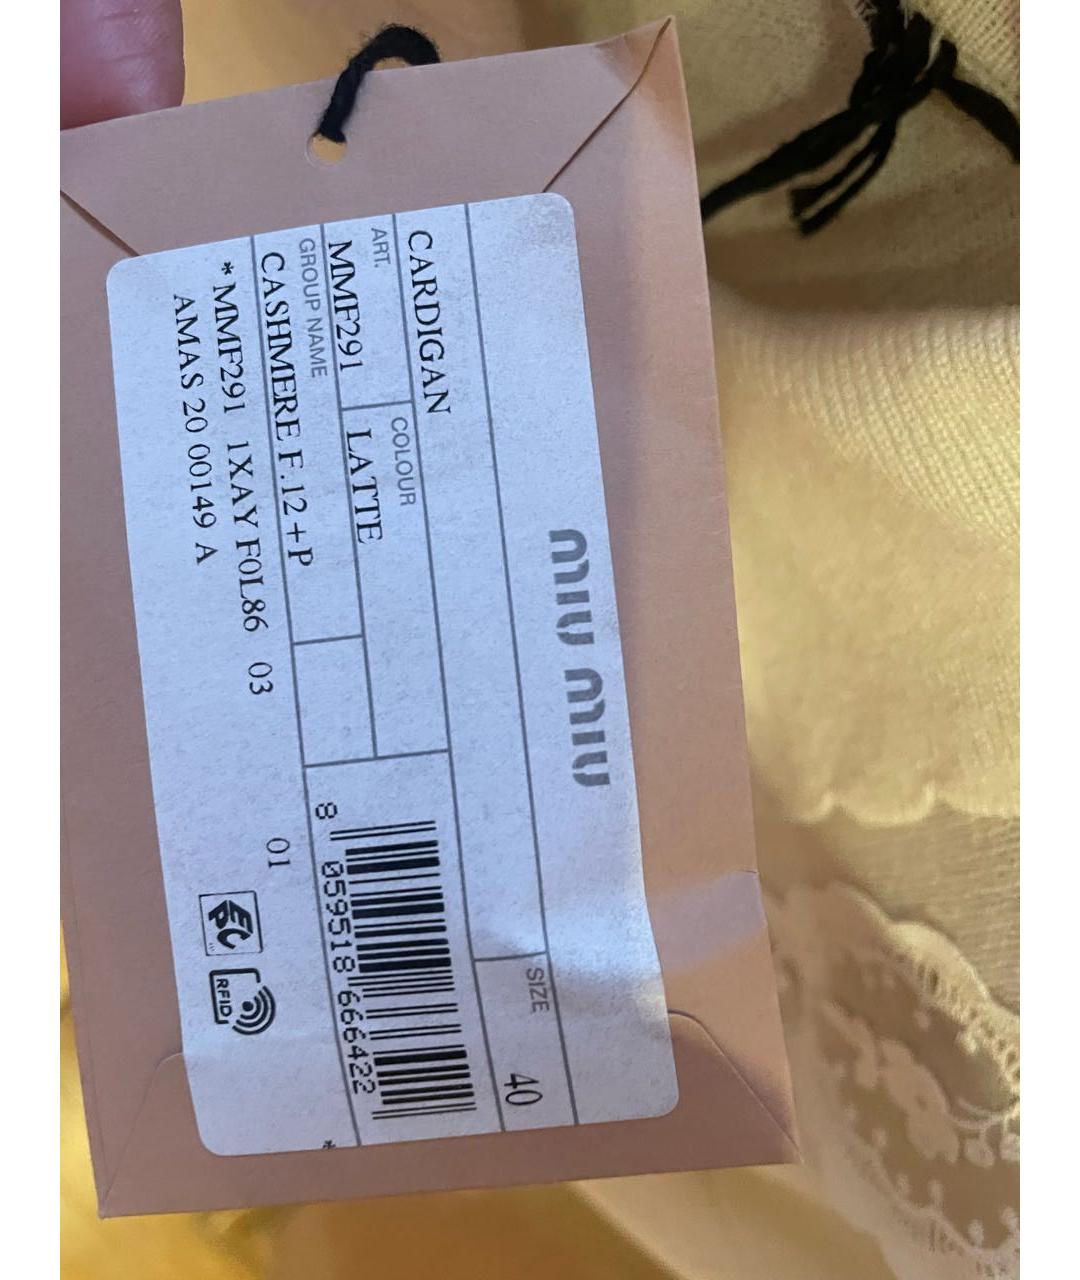 miu miu
SIZE
40
CARDIGAN
ART.
COLOUR
MMF291
LATTE
GROUP NAME
CASHMERE F.12+P
8 059518 666422
* MMF291 1XAY F0L86 03 01
AMAS 20 00149 A
EPC
RFID
*